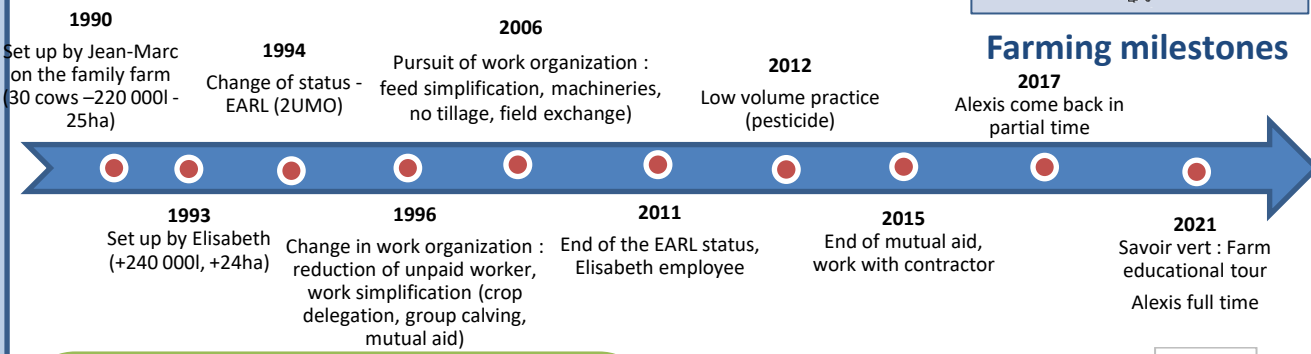 Farming milestones
1990
Set up by Jean-Marc
on the family farm
(30 cows –220 000l -
25ha)
1993
Set up by Elisabeth
(+240 000l, +24ha)
1994
Change of status -
EARL (2UMO)
1996
Change in work organization :
reduction of unpaid worker,
work simplification (crop
delegation, group calving,
mutual aid)
2006
Pursuit of work organization :
feed simplification, machineries,
no tillage, field exchange)
2011
End of the EARL status,
Elisabeth employee
2012
Low volume practice
(pesticide)
2015
End of mutual aid,
work with contractor
2017
Alexis come back in
partial time
2021
Savoir vert : Farm
educational tour
Alexis full time